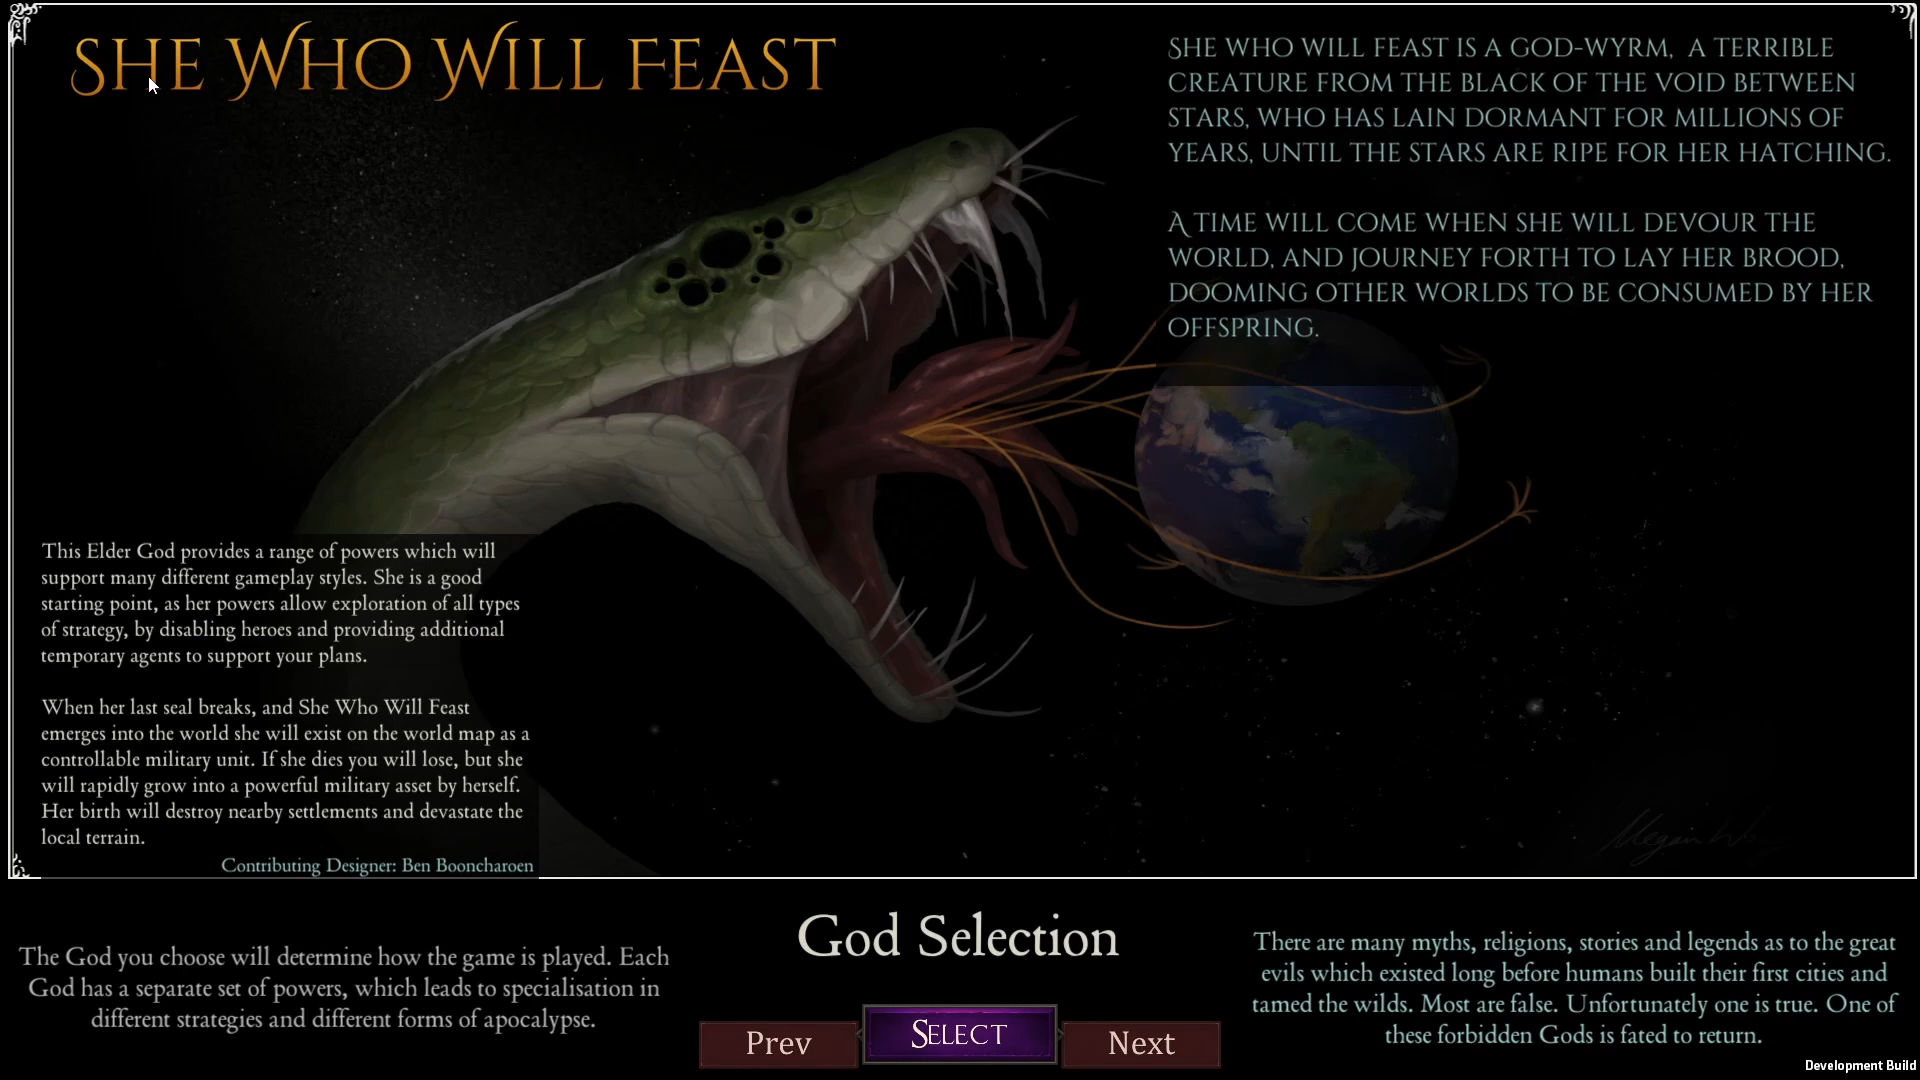 She Who Will Feast
She who will feast is a god-wyrm, a terrible
creature from the black of the void between
stars, who has lain dormant for millions of
years, until the stars are ripe for her hatching.
A time will come when she will devour the
world, and journey forth to lay her brood,
dooming other worlds to be consumed by her
offspring.
This Elder God provides a range of powers which will
support many different gameplay styles. She is a good
starting point, as her powers allow exploration of all types
of strategy, by disabling heroes and providing additional
temporary agents to support your plans.
When her last seal breaks, and She Who Will Feast
emerges into the world she will exist on the world map as a
controllable military unit. If she dies you will lose, but she
will rapidly grow into a powerful military asset by herself.
Her birth will destroy nearby settlements and devastate the
local terrain.
Contributing Designer: Ben Booncharoen
Megan
God Selection
The God you choose will determine how the game is played. Each
God has a separate set of powers, which leads to specialisation in
different strategies and different forms of apocalypse.
Prev
Select
Next
There are many myths, religions, stories and legends as to the great
evils which existed long before humans built their first cities and
tamed the wilds. Most are false. Unfortunately one is true. One of
these forbidden Gods is fated to return.
Development Build